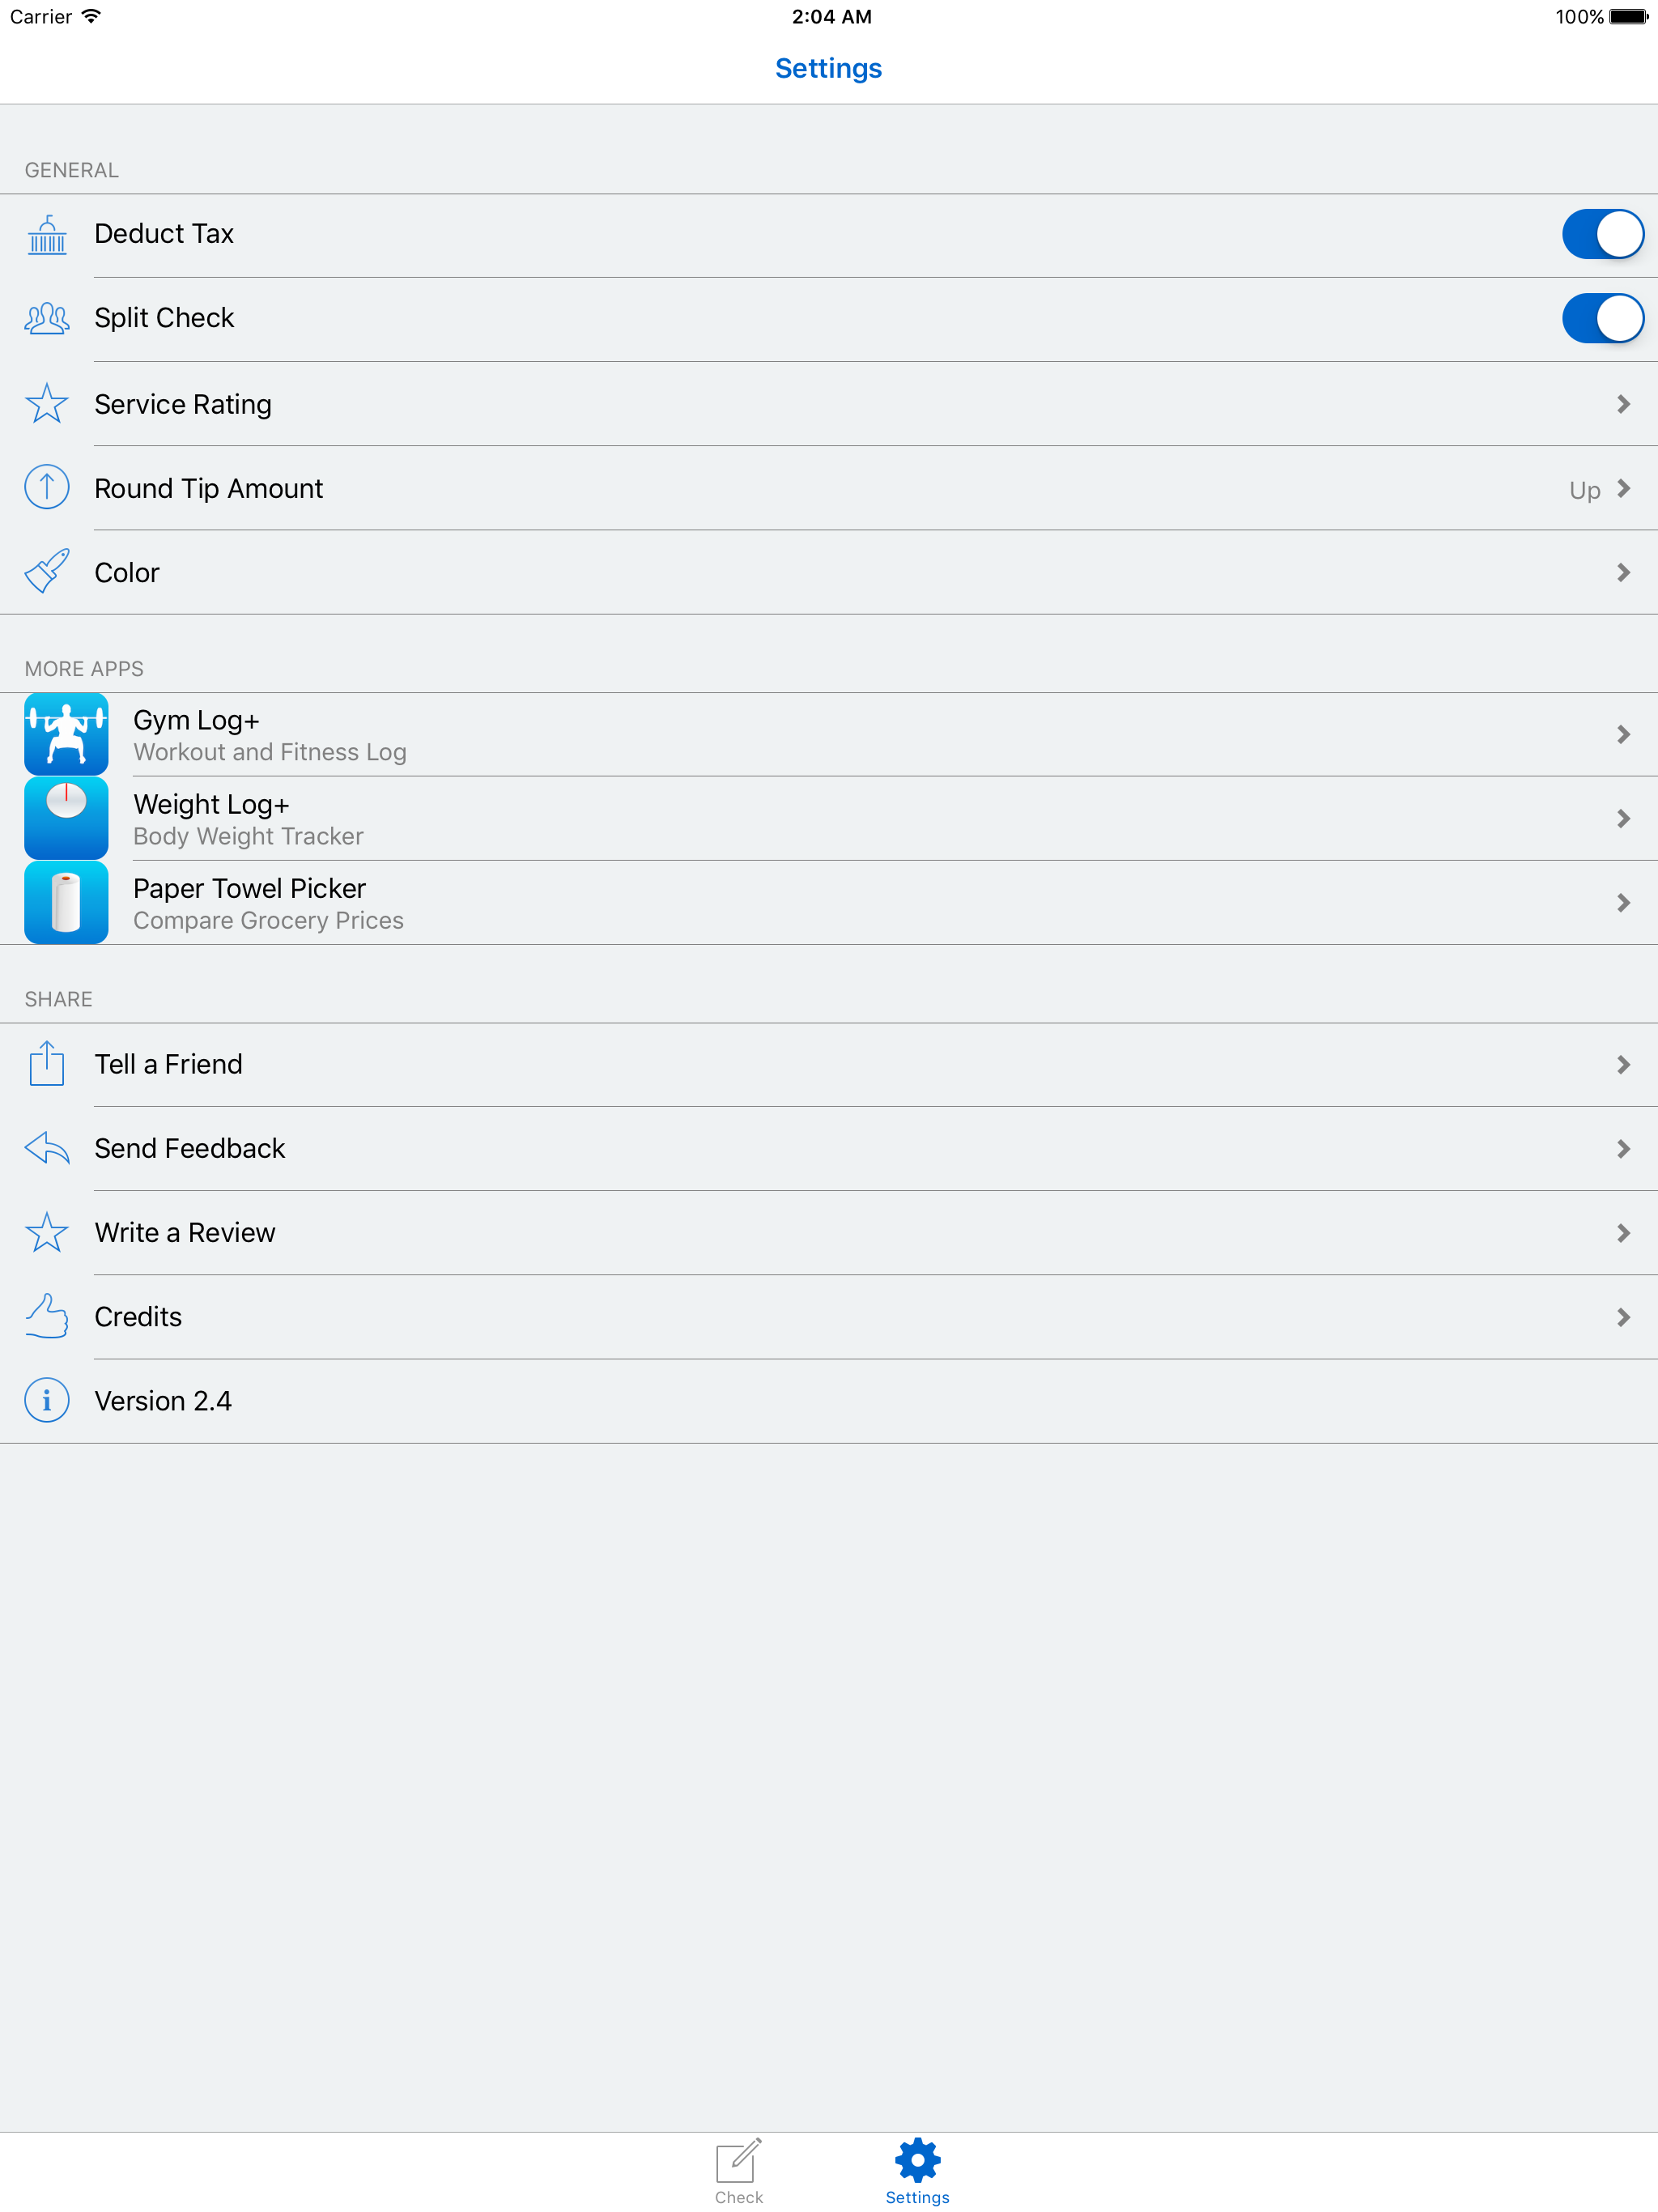 Carrier 2:04 AM 100%
Settings
GENERAL
Deduct Tax
Split Check
Service Rating
Round Tip Amount Up
Color
MORE APPS
Gym Log+
Workout and Fitness Log
Weight Log+
Body Weight Tracker
Paper Towel Picker
Compare Grocery Prices
SHARE
Tell a Friend
Send Feedback
Write a Review
Credits
Version 2.4
Check Settings